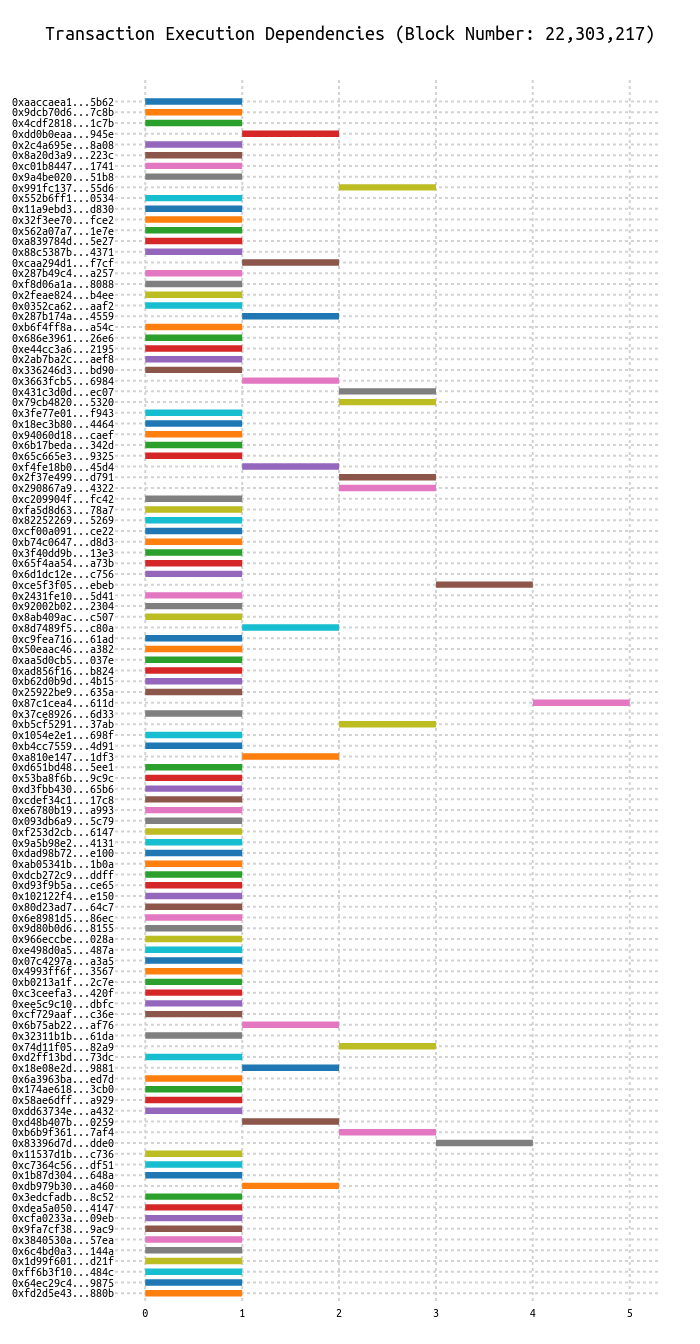 Transaction Execution Dependencies (Block Number: 22,303,217)
0xaaccaea1...5b62
0x9dcb70d6...7c8b
0x4cdf2818...1c7b
0xdd0b0eaa...945e
0x2c4a695e...8a08
0x8a20d3a9...223c
0xc01b8447...1741
0x9a4be020...51b8
0x991fc137...55d6
0x552b6ff1...0534
0x11a9ebd3...d830
0x32f3ee70...fce2
0x562a07a7...1e7e
0xa839784d...5e27
0x88c5387b...4371
0xcaa294d1...f7cf
0x287b49c4...a257
0xf8d06a1a...8088
0x2feae824...b4ee
0x0352ca62...aaf2
0x287b174a...4559
0xb6f4ff8a...a54c
0x686e3961...26e6
0xe44cc3a6...2195
0x2ab7ba2c...aef8
0x336246d3...bd90
0x3663fcb5...6984
0x431c3d0d...ec07
0x79cb4820...5320
0x3fe77e01...f943
0x18ec3b80...4464
0x94060d18...caef
0x6b17beda...342d
0x65c665e3...9325
0xf4fe18b0...45d4
0x2f37e499...d791
0x290867a9...4322
0xc209904f...fc42
0xfa5d8d63...78a7
0x82252269...5269
0xcf00a091...ce22
0xb74c0647...d8d3
0x3f40dd9b...13e3
0x65f4aa54...a73b
0x6d1dc12e...c756
0xce5f3f05...ebeb
0x2431fe10...5d41
0x92002b02...2304
0x8ab409ac...c507
0x8d7489f5...c80a
0xc9fea716...61ad
0x50eaac46...a382
0xaa5d0cb5...037e
0xad856f16...b824
0xb62d0b9d...4b15
0x25922be9...635a
0x87c1cea4...611d
0x37ce8926...6d33
0xb5cf5291...37ab
0x1054e2e1...698f
0xb4cc7559...4d91
0xa810e147...1df3
0xd651bd48...5ee1
0x53ba8f6b...9c9c
0xd3fbb430...65b6
0xcdef34c1...17c8
0xe6780b19...a993
0x093db6a9...5c79
0xf253d2cb...6147
0x9a5b98e2...4131
0xdad98b72...e100
0xab05341b...1b0a
0xdcb272c9...ddff
0xd93f9b5a...ce65
0x102122f4...e150
0x80d23ad7...64c7
0x6e8981d5...86ec
0x9d80b0d6...8155
0x966eccbe...028a
0xe498d0a5...487a
0x07c4297a...a3a5
0x4993ff6f...3567
0xb0213a1f...2c7e
0xc3ceefa3...420f
0xee5c9c10...dbfc
0xcf729aaf...c36e
0x6b75ab22...af76
0x32311b1b...61da
0x74d11f05...82a9
0xd2ff13bd...73dc
0x18e08e2d...9881
0x6a3963ba...ed7d
0x174ae618...3cb0
0x58ae6dff...a929
0xdd63734e...a432
0xd48b407b...0259
0xb6b9f361...7af4
0x83396d7d...dde0
0x11537d1b...c736
0xc7364c56...df51
0x1b87d304...648a
0xdb979b30...a460
0x3edcfadb...8c52
0xdea5a050...4147
0xcfa0233a...09eb
0x9fa7cf38...9ac9
0x3840530a...57ea
0x6c4bd0a3...144a
0x1d99f601...d21f
0xff6b3f10...484c
0x64ec29c4...9875
0xfd2d5e43...880b
0 1 2 3 4 5